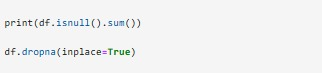 print(df.isnull().sum())
df.dropna(inplace=True)